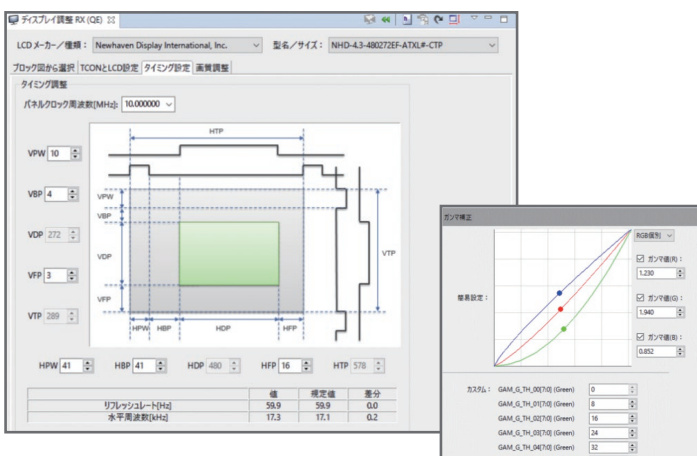 ディスプレイ調整 RX (QE)
LCD メーカー／種類： Newhaven Display International, Inc. 型名／サイズ： NHD-4.3-480272EF-ATXL#-CTP
ブロック図から選択 TCONとLCD設定 タイミング設定 画質調整
タイミング調整
パネルクロック周波数[MHz]: 10.000000
HTP
VPW 10
VBP 4
VDP 272
VFP 3
VTP 289
VPW
VBP
VDP
VFP
VTP
HPW HBP HDP HFP
HPW 41 HBP 41 HDP 480 HFP 16 HTP 578
値 規定値 差分
リフレッシュレート[Hz] 59.9 59.9 0.0
水平周波数[kHz] 17.3 17.1 0.2
ガンマ補正
RGB個別
簡易設定：
ガンマ値(R)：
1.230
ガンマ値(G)：
1.940
ガンマ値(B)：
0.852
カスタム： GAM_G_TH_00[7:0] (Green) 0
GAM_G_TH_01[7:0] (Green) 8
GAM_G_TH_02[7:0] (Green) 16
GAM_G_TH_03[7:0] (Green) 24
GAM_G_TH_04[7:0] (Green) 32